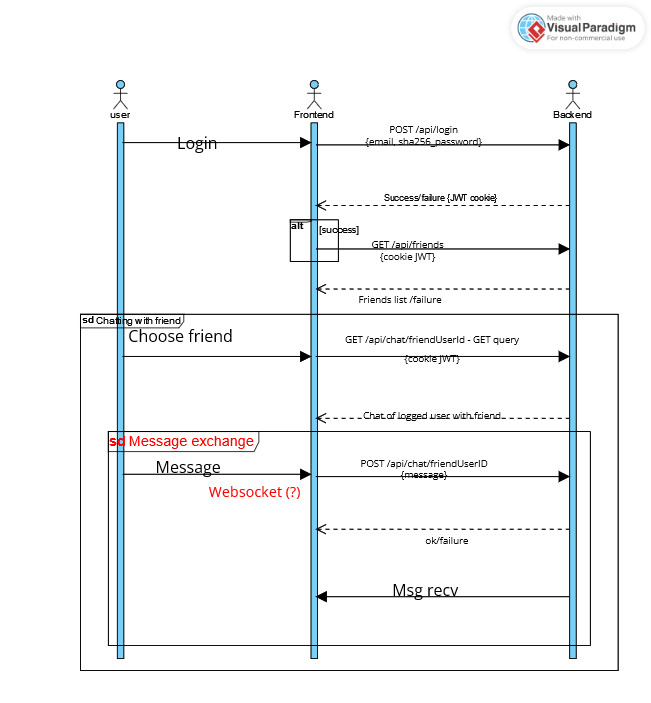 Made with
Visual Paradigm
For non-commercial use
user
Frontend
Backend
Login
POST /api/login
{email, sha256_password}
Success/failure {JWT cookie}
alt
[success]
GET /api/friends
{cookie JWT}
Friends list /failure
sd Chatting with friend
Choose friend
GET /api/chat/friendUserId - GET query
{cookie JWT}
Chat of logged user with friend
sd Message exchange
Message
POST /api/chat/friendUserID
{message}
Websocket (?)
ok/failure
Msg recv